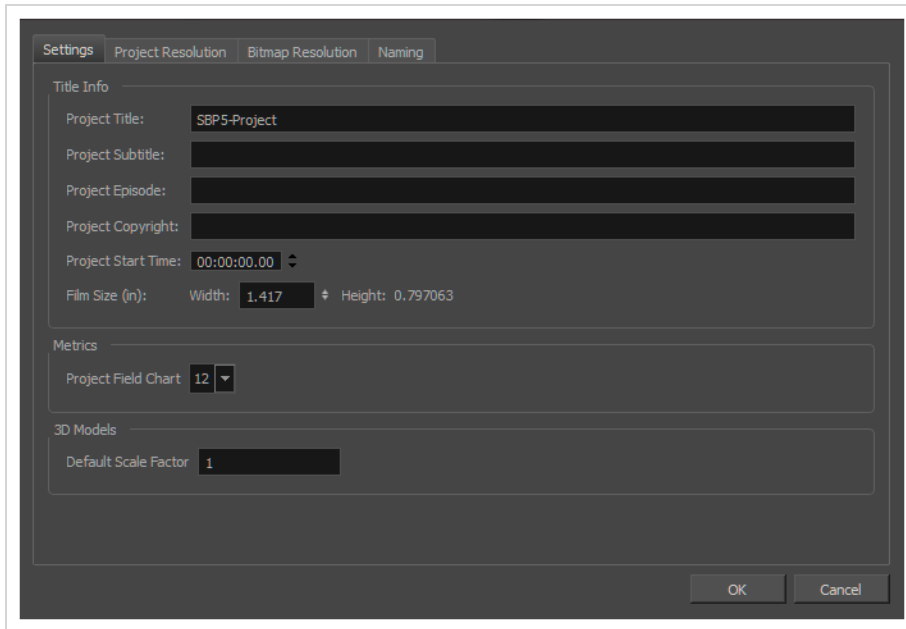 Settings Project Resolution Bitmap Resolution Naming
Title Info
Project Title: SBP5-Project
Project Subtitle:
Project Episode:
Project Copyright:
Project Start Time: 00:00:00.00
Film Size (in): Width: 1.417 Height: 0.797063
Metrics
Project Field Chart 12
3D Models
Default Scale Factor 1
OK Cancel